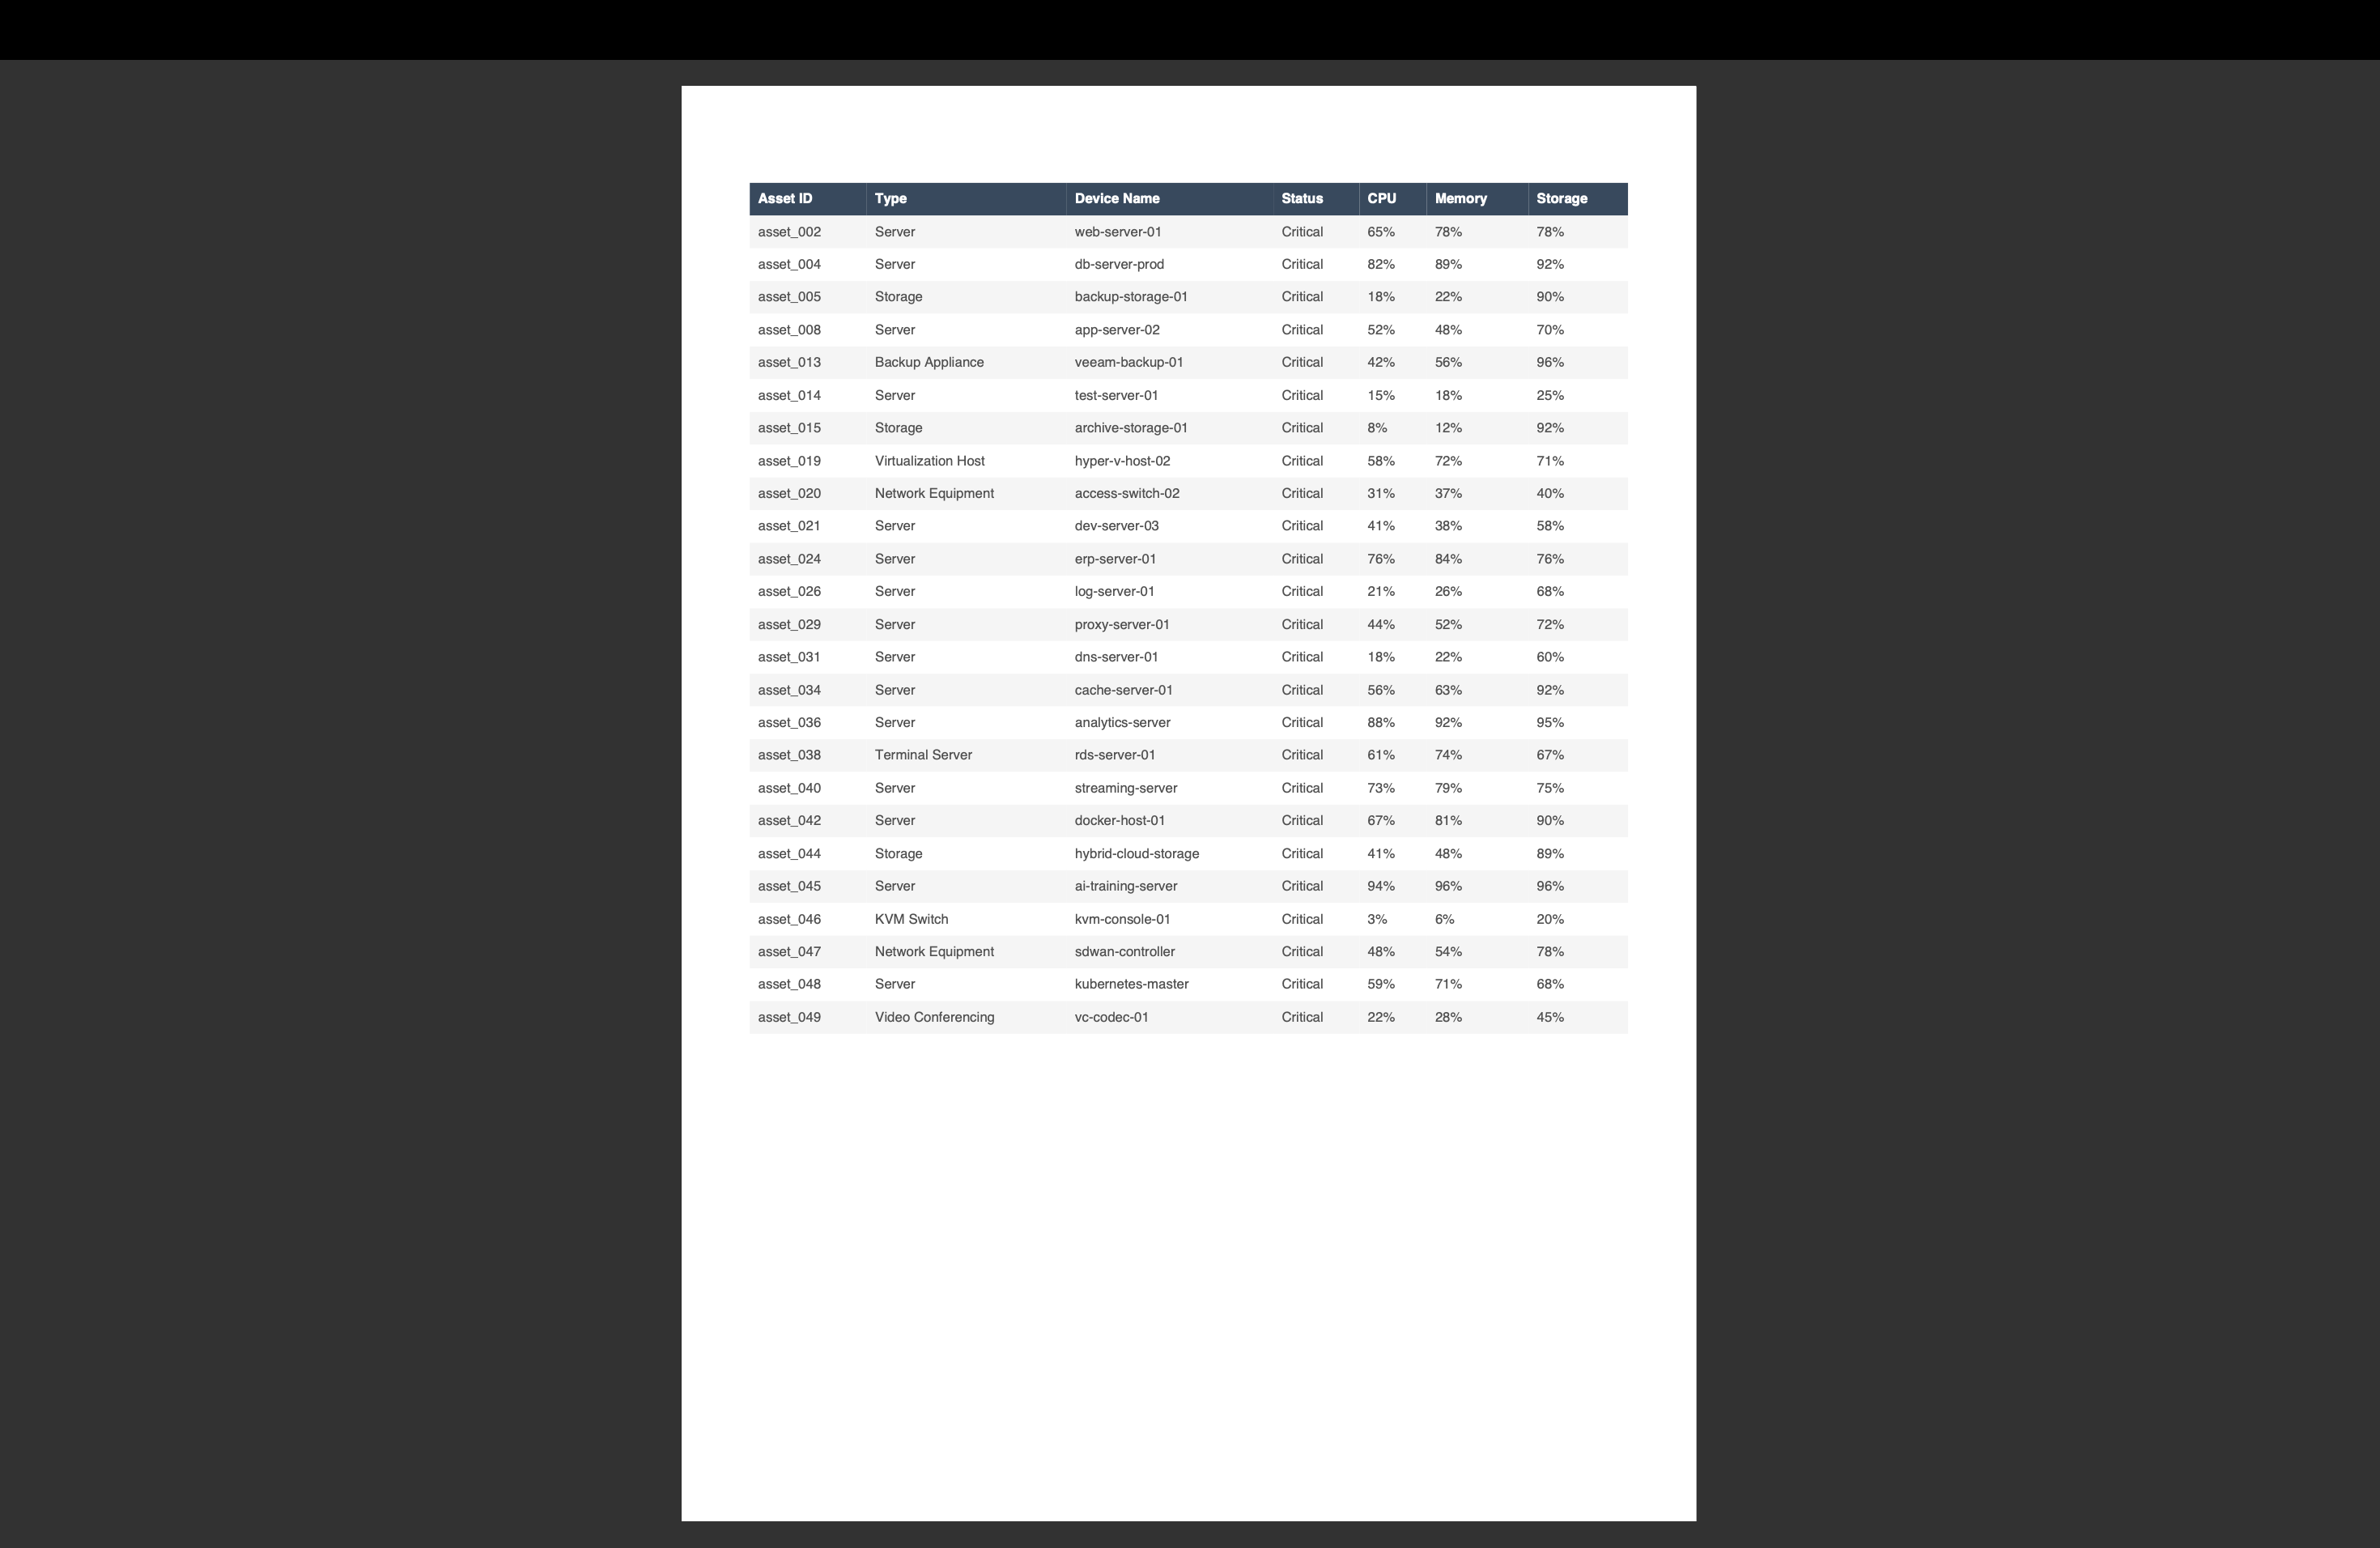 Asset ID Type Device Name Status CPU Memory Storage
asset_002 Server web-server-01 Critical 65% 78% 78%
asset_004 Server db-server-prod Critical 82% 89% 92%
asset_005 Storage backup-storage-01 Critical 18% 22% 90%
asset_008 Server app-server-02 Critical 52% 48% 70%
asset_013 Backup Appliance veeam-backup-01 Critical 42% 56% 96%
asset_014 Server test-server-01 Critical 15% 18% 25%
asset_015 Storage archive-storage-01 Critical 8% 12% 92%
asset_019 Virtualization Host hyper-v-host-02 Critical 58% 72% 71%
asset_020 Network Equipment access-switch-02 Critical 31% 37% 40%
asset_021 Server dev-server-03 Critical 41% 38% 58%
asset_024 Server erp-server-01 Critical 76% 84% 76%
asset_026 Server log-server-01 Critical 21% 26% 68%
asset_029 Server proxy-server-01 Critical 44% 52% 72%
asset_031 Server dns-server-01 Critical 18% 22% 60%
asset_034 Server cache-server-01 Critical 56% 63% 92%
asset_036 Server analytics-server Critical 88% 92% 95%
asset_038 Terminal Server rds-server-01 Critical 61% 74% 67%
asset_040 Server streaming-server Critical 73% 79% 75%
asset_042 Server docker-host-01 Critical 67% 81% 90%
asset_044 Storage hybrid-cloud-storage Critical 41% 48% 89%
asset_045 Server ai-training-server Critical 94% 96% 96%
asset_046 KVM Switch kvm-console-01 Critical 3% 6% 20%
asset_047 Network Equipment sdwan-controller Critical 48% 54% 78%
asset_048 Server kubernetes-master Critical 59% 71% 68%
asset_049 Video Conferencing vc-codec-01 Critical 22% 28% 45%